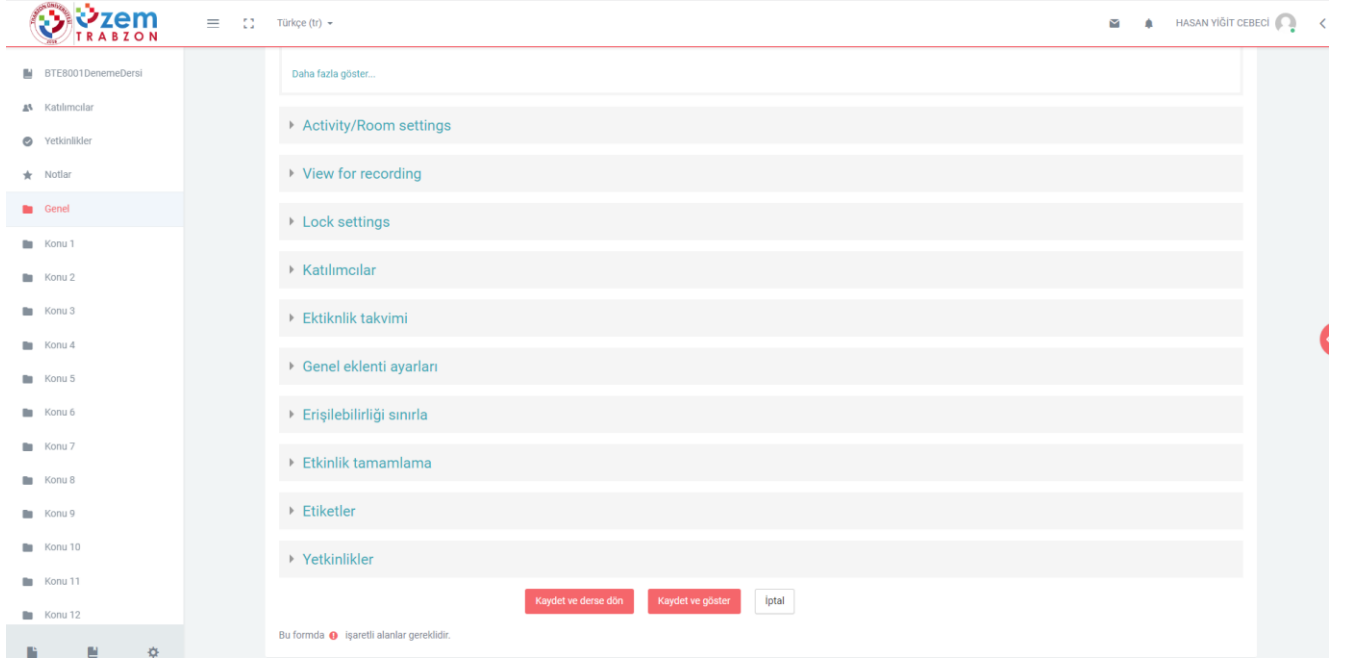 Üzem
TRABZON
Türkçe (tr)
HASAN YİĞİT CEBECİ
BTE8001DenemeDersi
Katılımcılar
Yetkinlikler
Notlar
Genel
Konu 1
Konu 2
Konu 3
Konu 4
Konu 5
Konu 6
Konu 7
Konu 8
Konu 9
Konu 10
Konu 11
Konu 12
Daha fazla göster...
Activity/Room settings
View for recording
Lock settings
Katılımcılar
Ektiknlik takvimi
Genel eklenti ayarları
Erişilebilirliği sınırla
Etkinlik tamamlama
Etiketler
Yetkinlikler
Kaydet ve derse dön Kaydet ve göster İptal
Bu formda işaretli alanlar gereklidir.